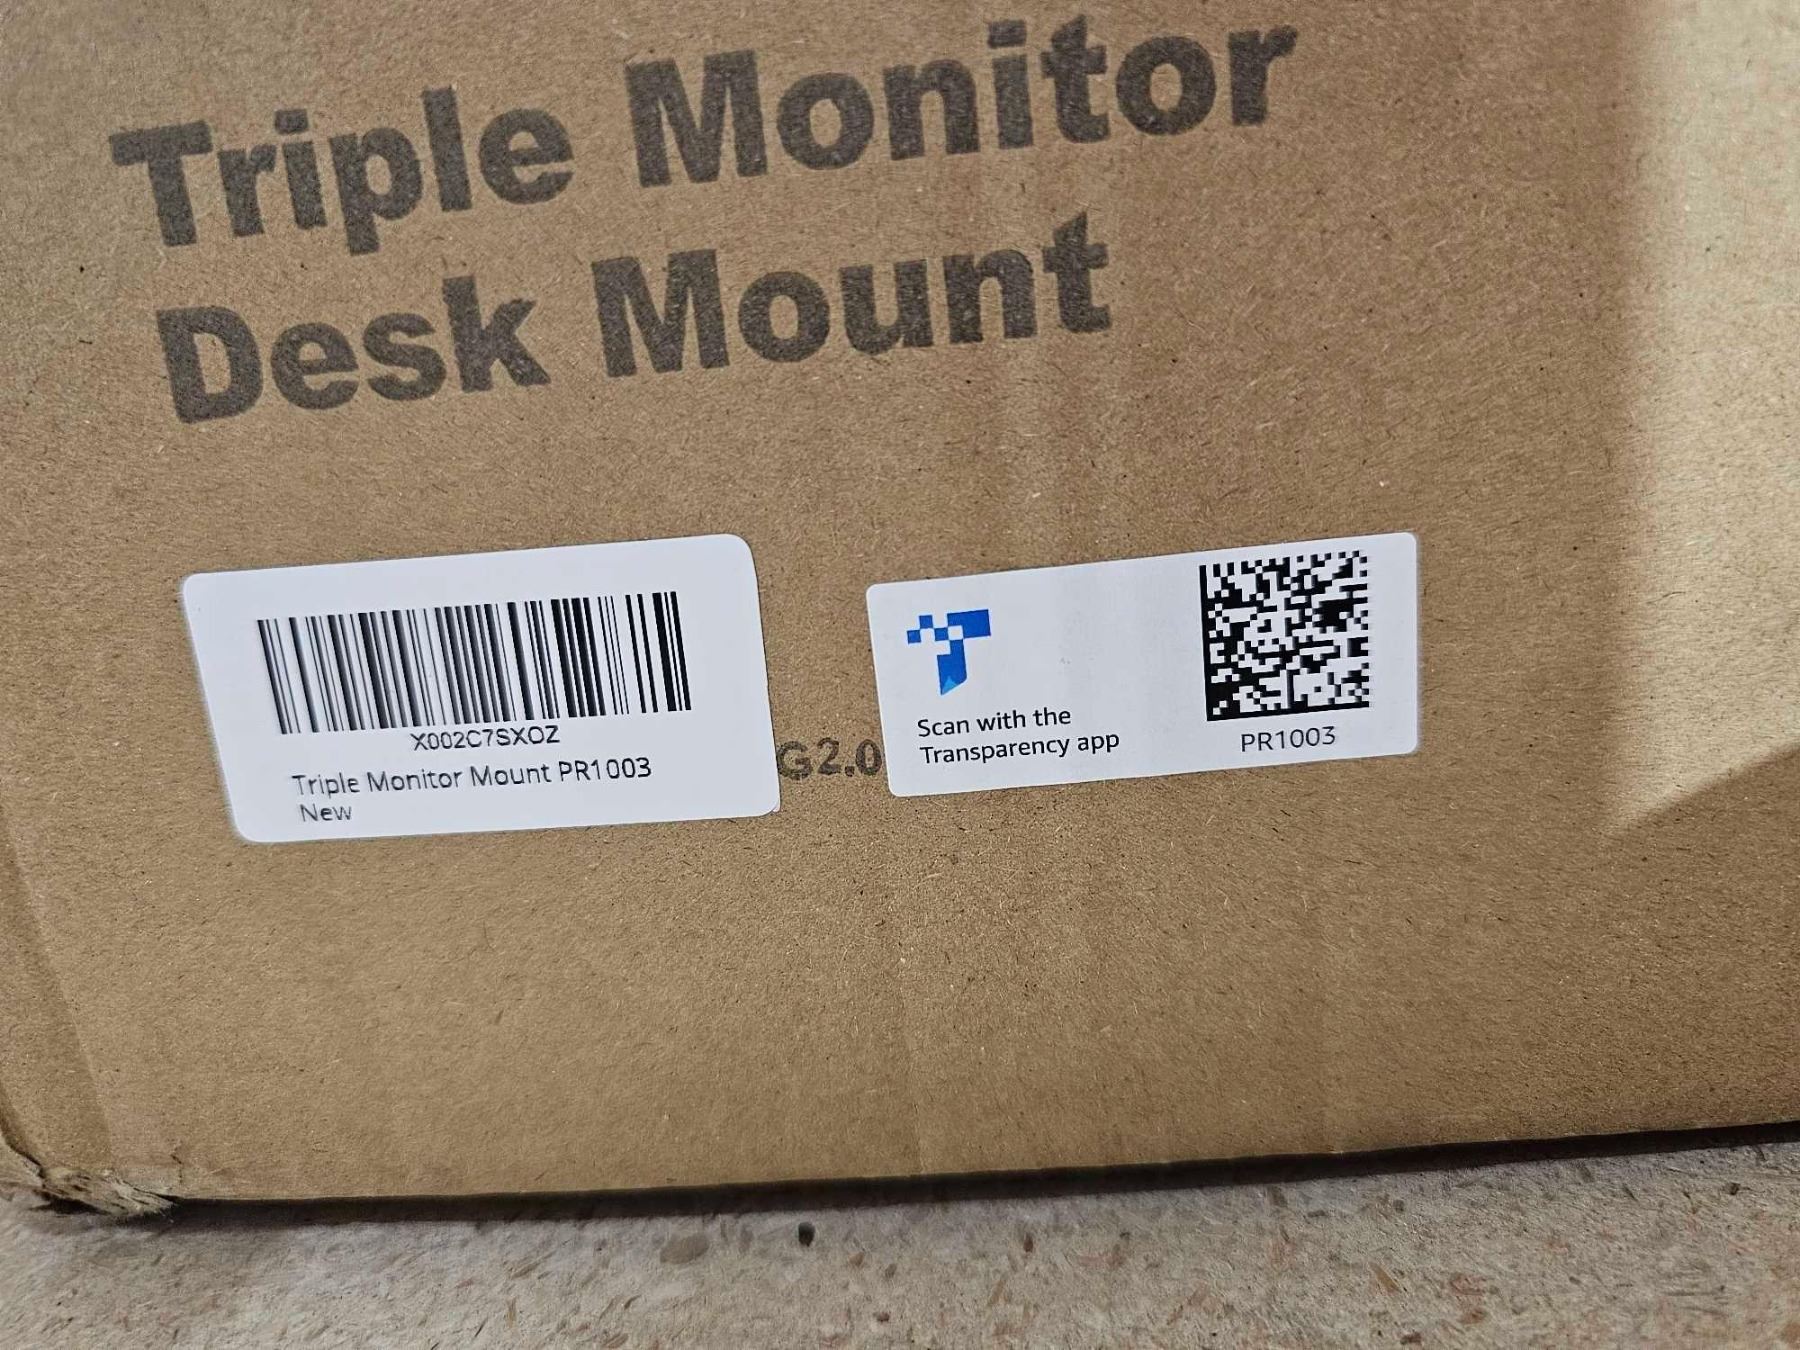 Triple Monitor
Desk Mount
X002C7SXOZ
Triple Monitor Mount PR1003
New
G2.0
Scan with the
Transparency app
PR1003